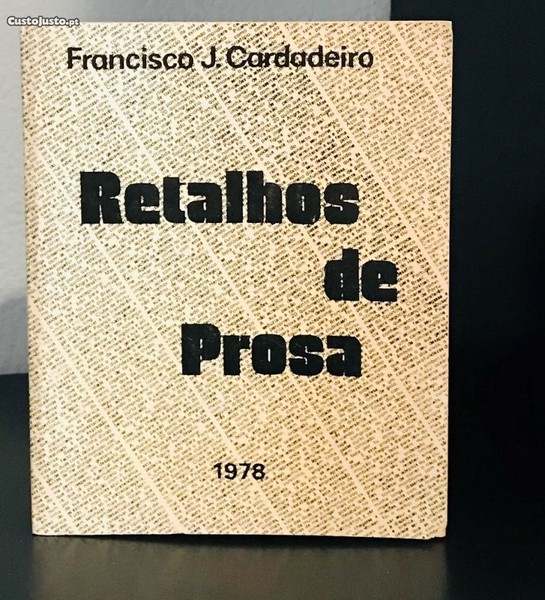 CustoJusto.pt
Francisco J. Cardadeiro
Retalhos
de
Prosa
1978